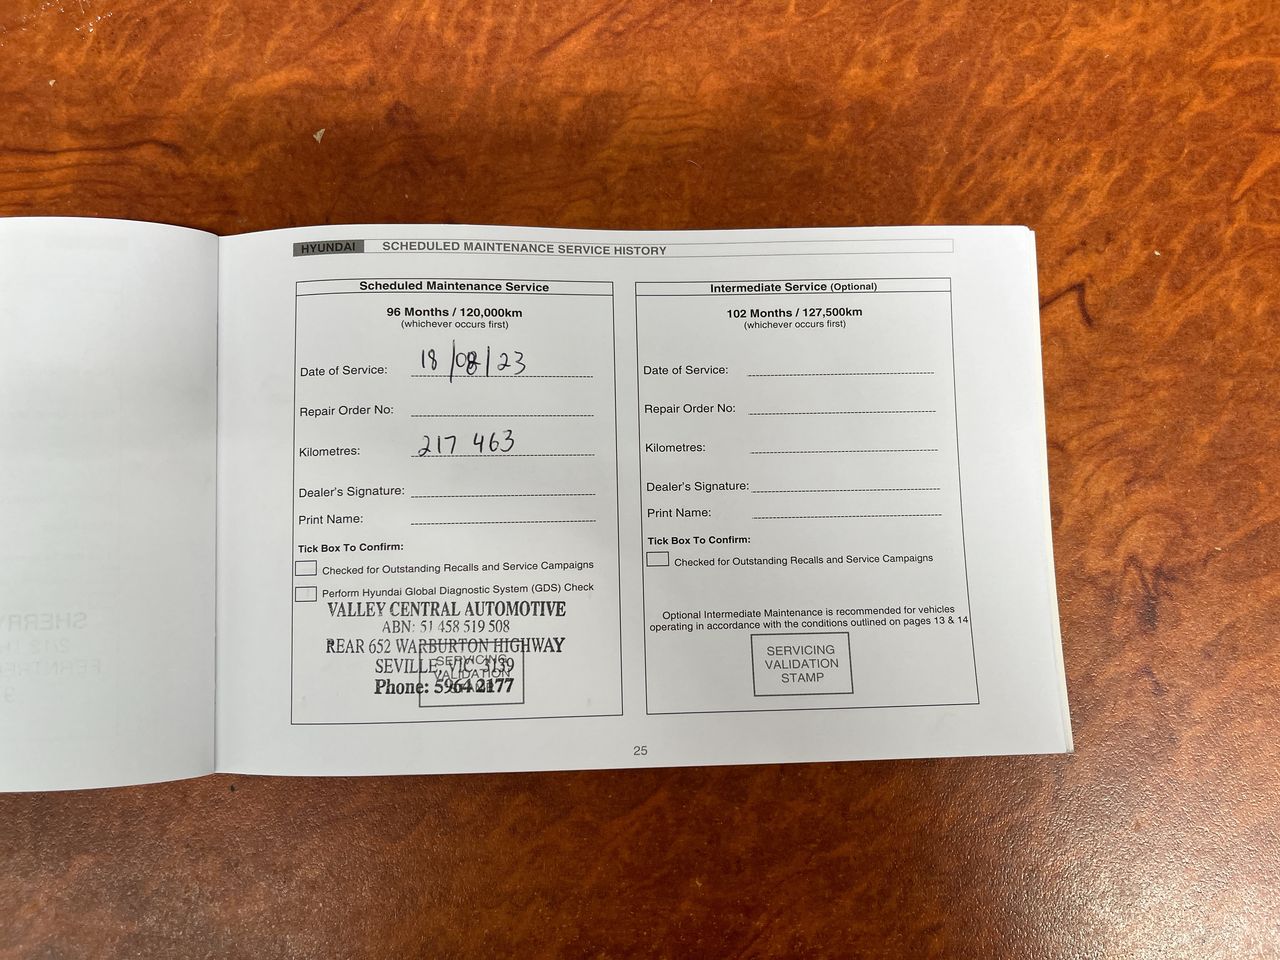 HYUNDAI SCHEDULED MAINTENANCE SERVICE HISTORY
Scheduled Maintenance Service
96 Months / 120,000km
(whichever occurs first)
Date of Service: 18/08/23
Repair Order No:
Kilometres: 217 463
Dealer's Signature:
Print Name:
Tick Box To Confirm:
Checked for Outstanding Recalls and Service Campaigns
Perform Hyundai Global Diagnostic System (GDS) Check
VALLEY CENTRAL AUTOMOTIVE
ABN: 51 458 519 508
REAR 652 WARBURTON HIGHWAY
SEVILLE, VIC 3139
Phone: 5964 2177
SERVICING
VALIDATION
STAMP
Intermediate Service (Optional)
102 Months / 127,500km
(whichever occurs first)
Date of Service:
Repair Order No:
Kilometres:
Dealer's Signature:
Print Name:
Tick Box To Confirm:
Checked for Outstanding Recalls and Service Campaigns
Optional Intermediate Maintenance is recommended for vehicles
operating in accordance with the conditions outlined on pages 13 & 14
SERVICING
VALIDATION
STAMP
25